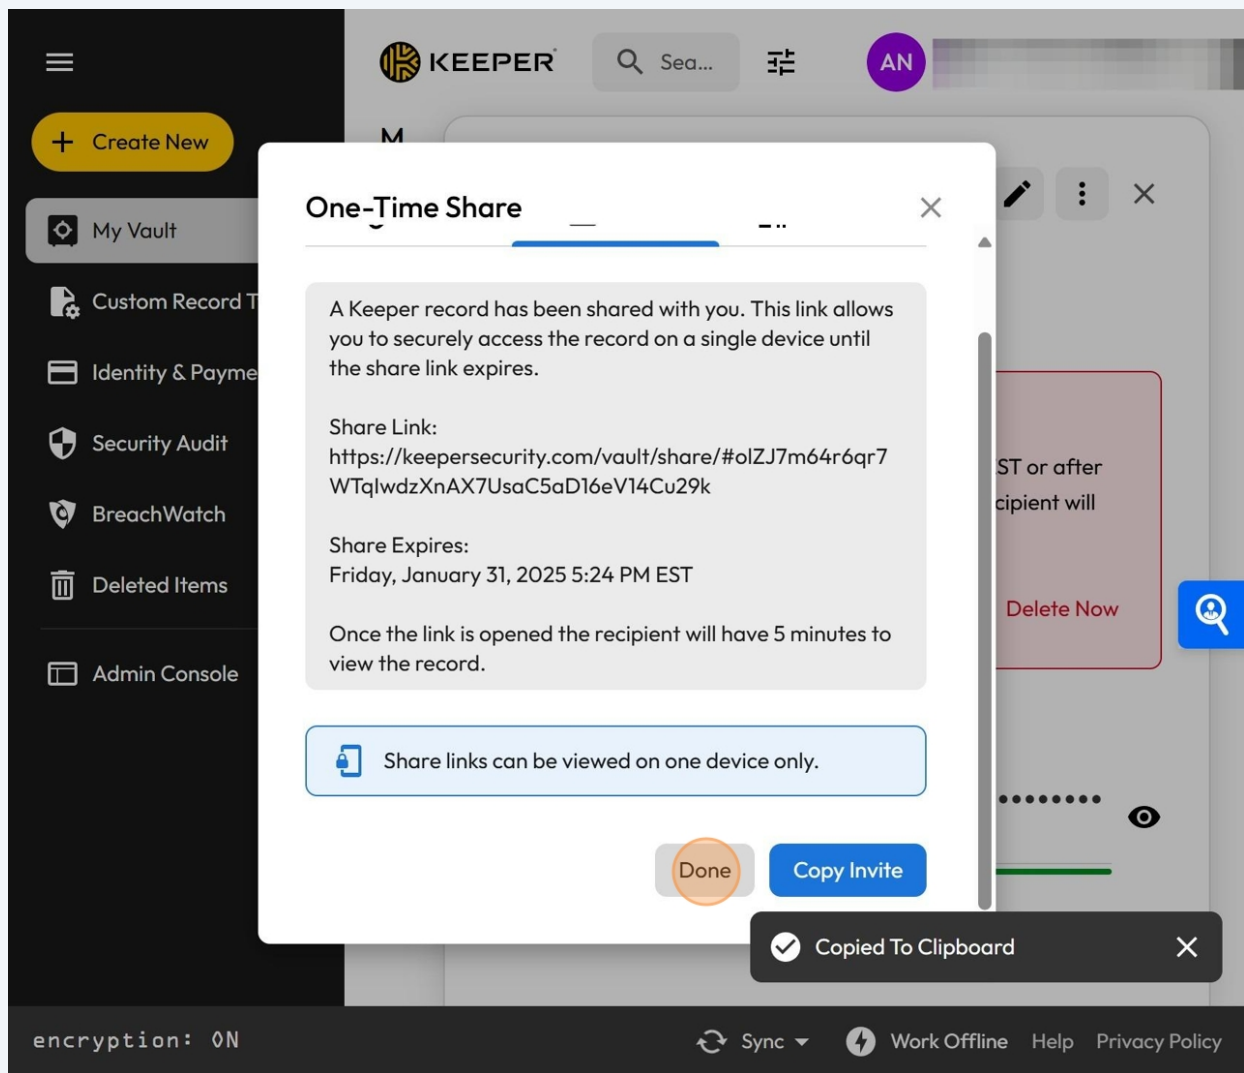 KEEPER
Sea...
AN
Create New
M
One-Time Share
My Vault
Custom Record T
Identity & Payme
Security Audit
BreachWatch
Deleted Items
Admin Console
A Keeper record has been shared with you. This link allows
you to securely access the record on a single device until
the share link expires.
Share Link:
https://keepersecurity.com/vault/share/#olZJ7m64r6qr7
WTqIwdzXnAX7UsaC5aD16eV14Cu29k
Share Expires:
Friday, January 31, 2025 5:24 PM EST
Once the link is opened the recipient will have 5 minutes to
view the record.
ST or after
cipient will
Delete Now
Share links can be viewed on one device only.
Done
Copy Invite
Copied To Clipboard
encryption: ON
Sync
Work Offline
Help
Privacy Policy